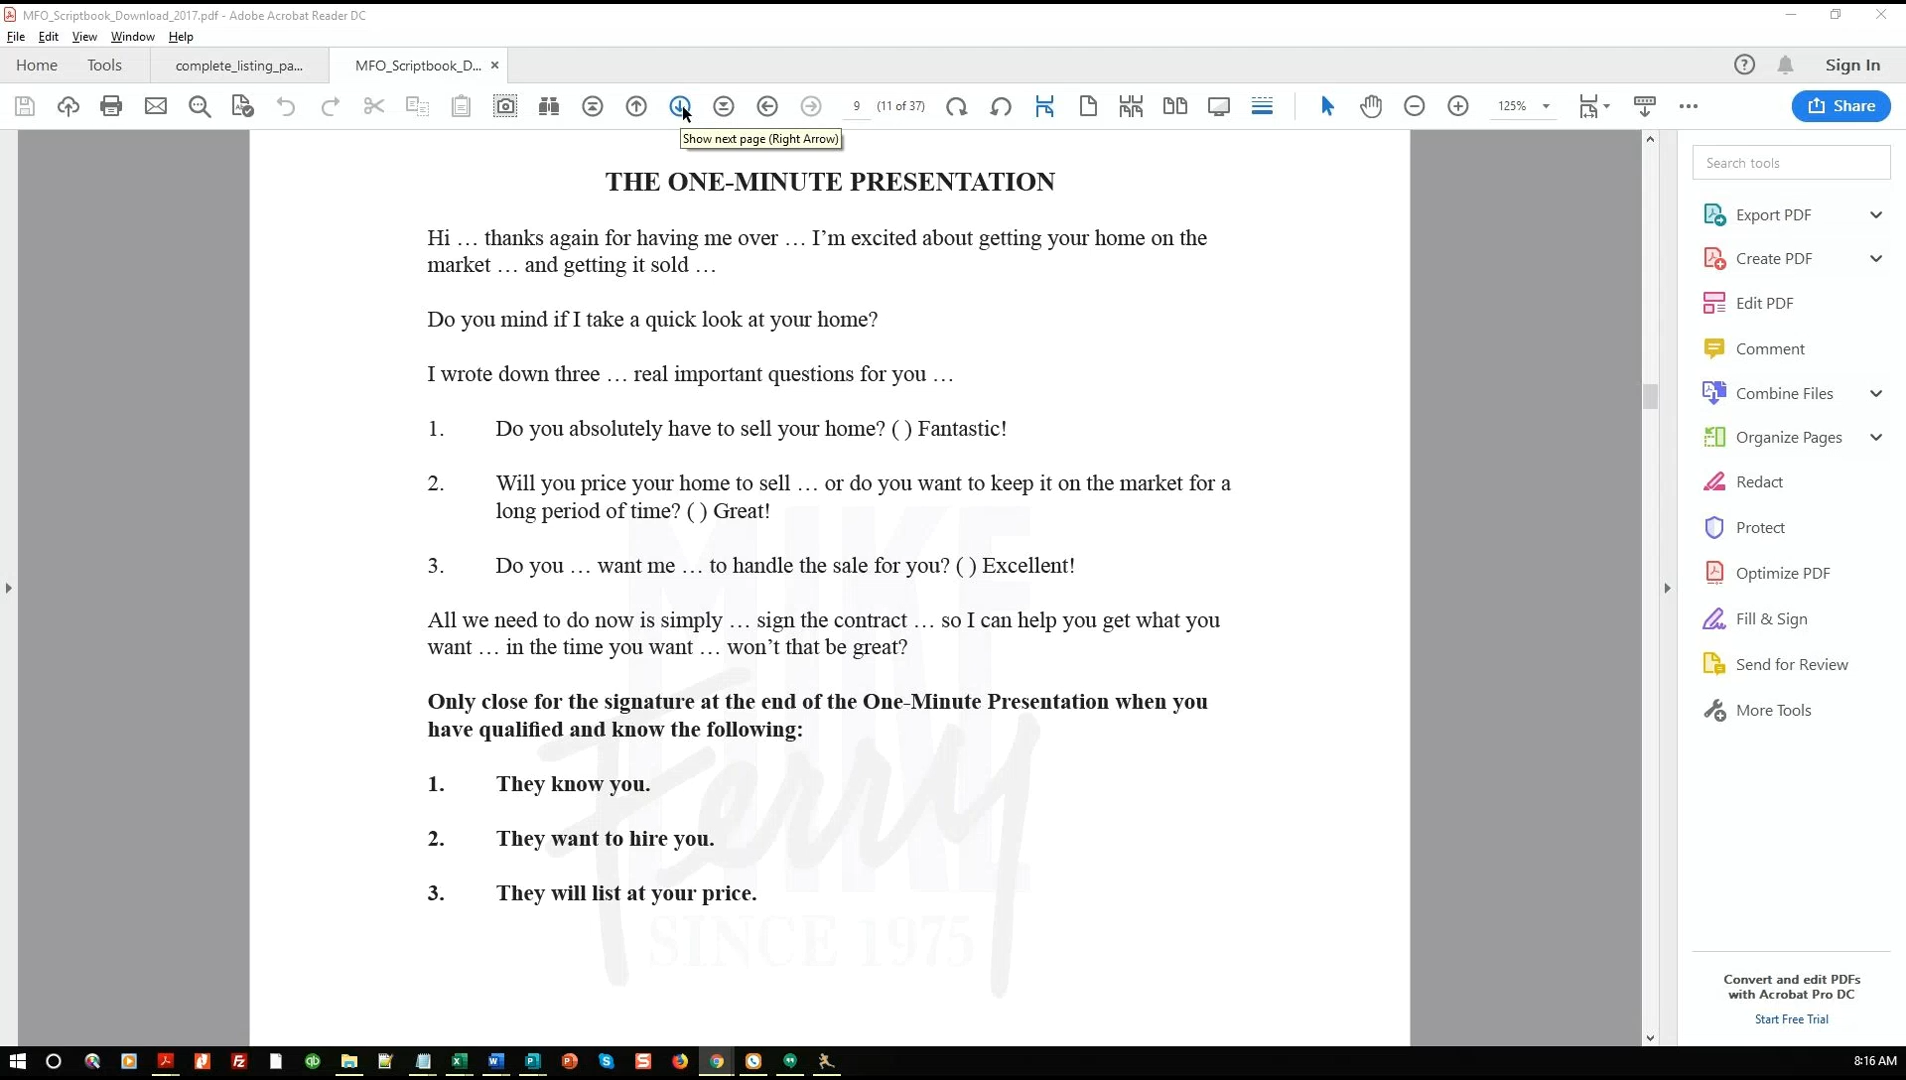 MFO_Scriptbook_Download_2017.pdf - Adobe Acrobat Reader DC
File Edit View Window Help
Home Tools complete_listing_pa... MFO_Scriptbook_D... × Sign In
9 (11 of 37) 125% Share
Show next page (Right Arrow)
THE ONE-MINUTE PRESENTATION
Hi … thanks again for having me over … I’m excited about getting your home on the
market … and getting it sold …
Do you mind if I take a quick look at your home?
I wrote down three … real important questions for you …
1. Do you absolutely have to sell your home? ( ) Fantastic!
2. Will you price your home to sell … or do you want to keep it on the market for a
long period of time? ( ) Great!
3. Do you … want me … to handle the sale for you? ( ) Excellent!
All we need to do now is simply … sign the contract … so I can help you get what you
want … in the time you want … won’t that be great?
Only close for the signature at the end of the One-Minute Presentation when you
have qualified and know the following:
1. They know you.
2. They want to hire you.
3. They will list at your price.
MIKE
Ferry
SINCE 1975
Search tools
Export PDF
Create PDF
Edit PDF
Comment
Combine Files
Organize Pages
Redact
Protect
Optimize PDF
Fill & Sign
Send for Review
More Tools
Convert and edit PDFs
with Acrobat Pro DC
Start Free Trial
8:16 AM